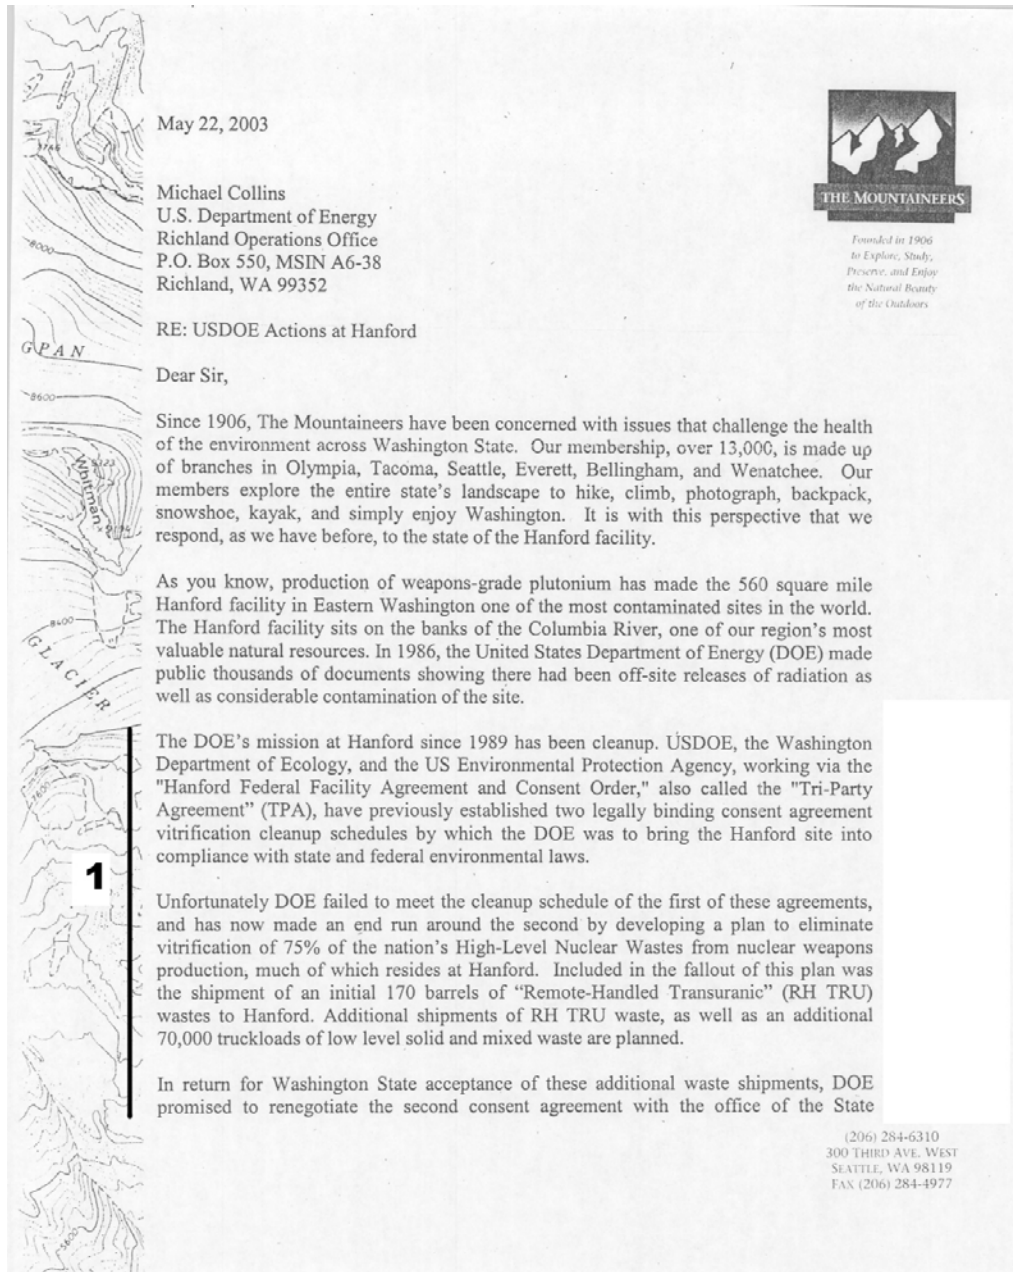 May 22, 2003
THE MOUNTAINEERS
Founded in 1906
to Explore, Study,
Preserve, and Enjoy
the Natural Beauty
of the Outdoors
Michael Collins
U.S. Department of Energy
Richland Operations Office
P.O. Box 550, MSIN A6-38
Richland, WA 99352
RE: USDOE Actions at Hanford
Dear Sir,
Since 1906, The Mountaineers have been concerned with issues that challenge the health
of the environment across Washington State. Our membership, over 13,000, is made up
of branches in Olympia, Tacoma, Seattle, Everett, Bellingham, and Wenatchee. Our
members explore the entire state's landscape to hike, climb, photograph, backpack,
snowshoe, kayak, and simply enjoy Washington. It is with this perspective that we
respond, as we have before, to the state of the Hanford facility.
As you know, production of weapons-grade plutonium has made the 560 square mile
Hanford facility in Eastern Washington one of the most contaminated sites in the world.
The Hanford facility sits on the banks of the Columbia River, one of our region's most
valuable natural resources. In 1986, the United States Department of Energy (DOE) made
public thousands of documents showing there had been off-site releases of radiation as
well as considerable contamination of the site.
The DOE's mission at Hanford since 1989 has been cleanup. USDOE, the Washington
Department of Ecology, and the US Environmental Protection Agency, working via the
"Hanford Federal Facility Agreement and Consent Order," also called the "Tri-Party
Agreement" (TPA), have previously established two legally binding consent agreement
vitrification cleanup schedules by which the DOE was to bring the Hanford site into
compliance with state and federal environmental laws.
1
Unfortunately DOE failed to meet the cleanup schedule of the first of these agreements,
and has now made an end run around the second by developing a plan to eliminate
vitrification of 75% of the nation's High-Level Nuclear Wastes from nuclear weapons
production, much of which resides at Hanford. Included in the fallout of this plan was
the shipment of an initial 170 barrels of "Remote-Handled Transuranic" (RH TRU)
wastes to Hanford. Additional shipments of RH TRU waste, as well as an additional
70,000 truckloads of low level solid and mixed waste are planned.
In return for Washington State acceptance of these additional waste shipments, DOE
promised to renegotiate the second consent agreement with the office of the State
(206) 284-6310
300 THIRD AVE. WEST
SEATTLE, WA 98119
FAX (206) 284-4977
8000
GPAN
8600
Whitman
8400
GLACIER